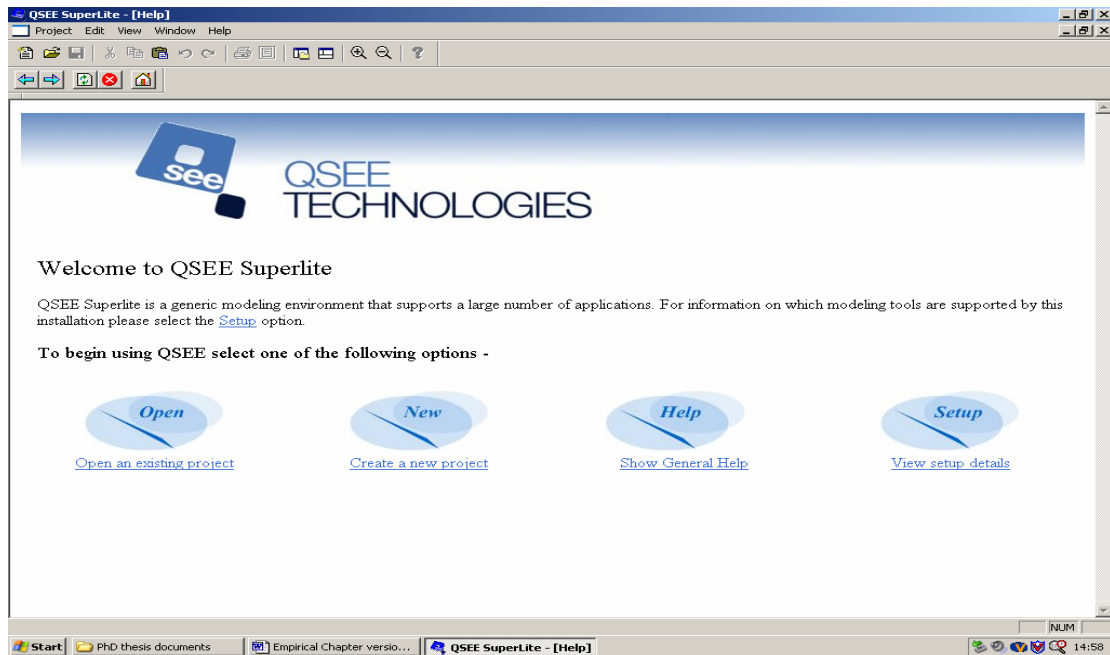 QSEE SuperLite - [Help]
Project Edit View Window Help
see
QSEE
TECHNOLOGIES
Welcome to QSEE Superlite
QSEE Superlite is a generic modeling environment that supports a large number of applications. For information on which modeling tools are supported by this
installation please select the Setup option.
To begin using QSEE select one of the following options -
Open New Help Setup
Open an existing project Create a new project Show General Help View setup details
NUM
Start PhD thesis documents Empirical Chapter versio... QSEE SuperLite - [Help] 14:58